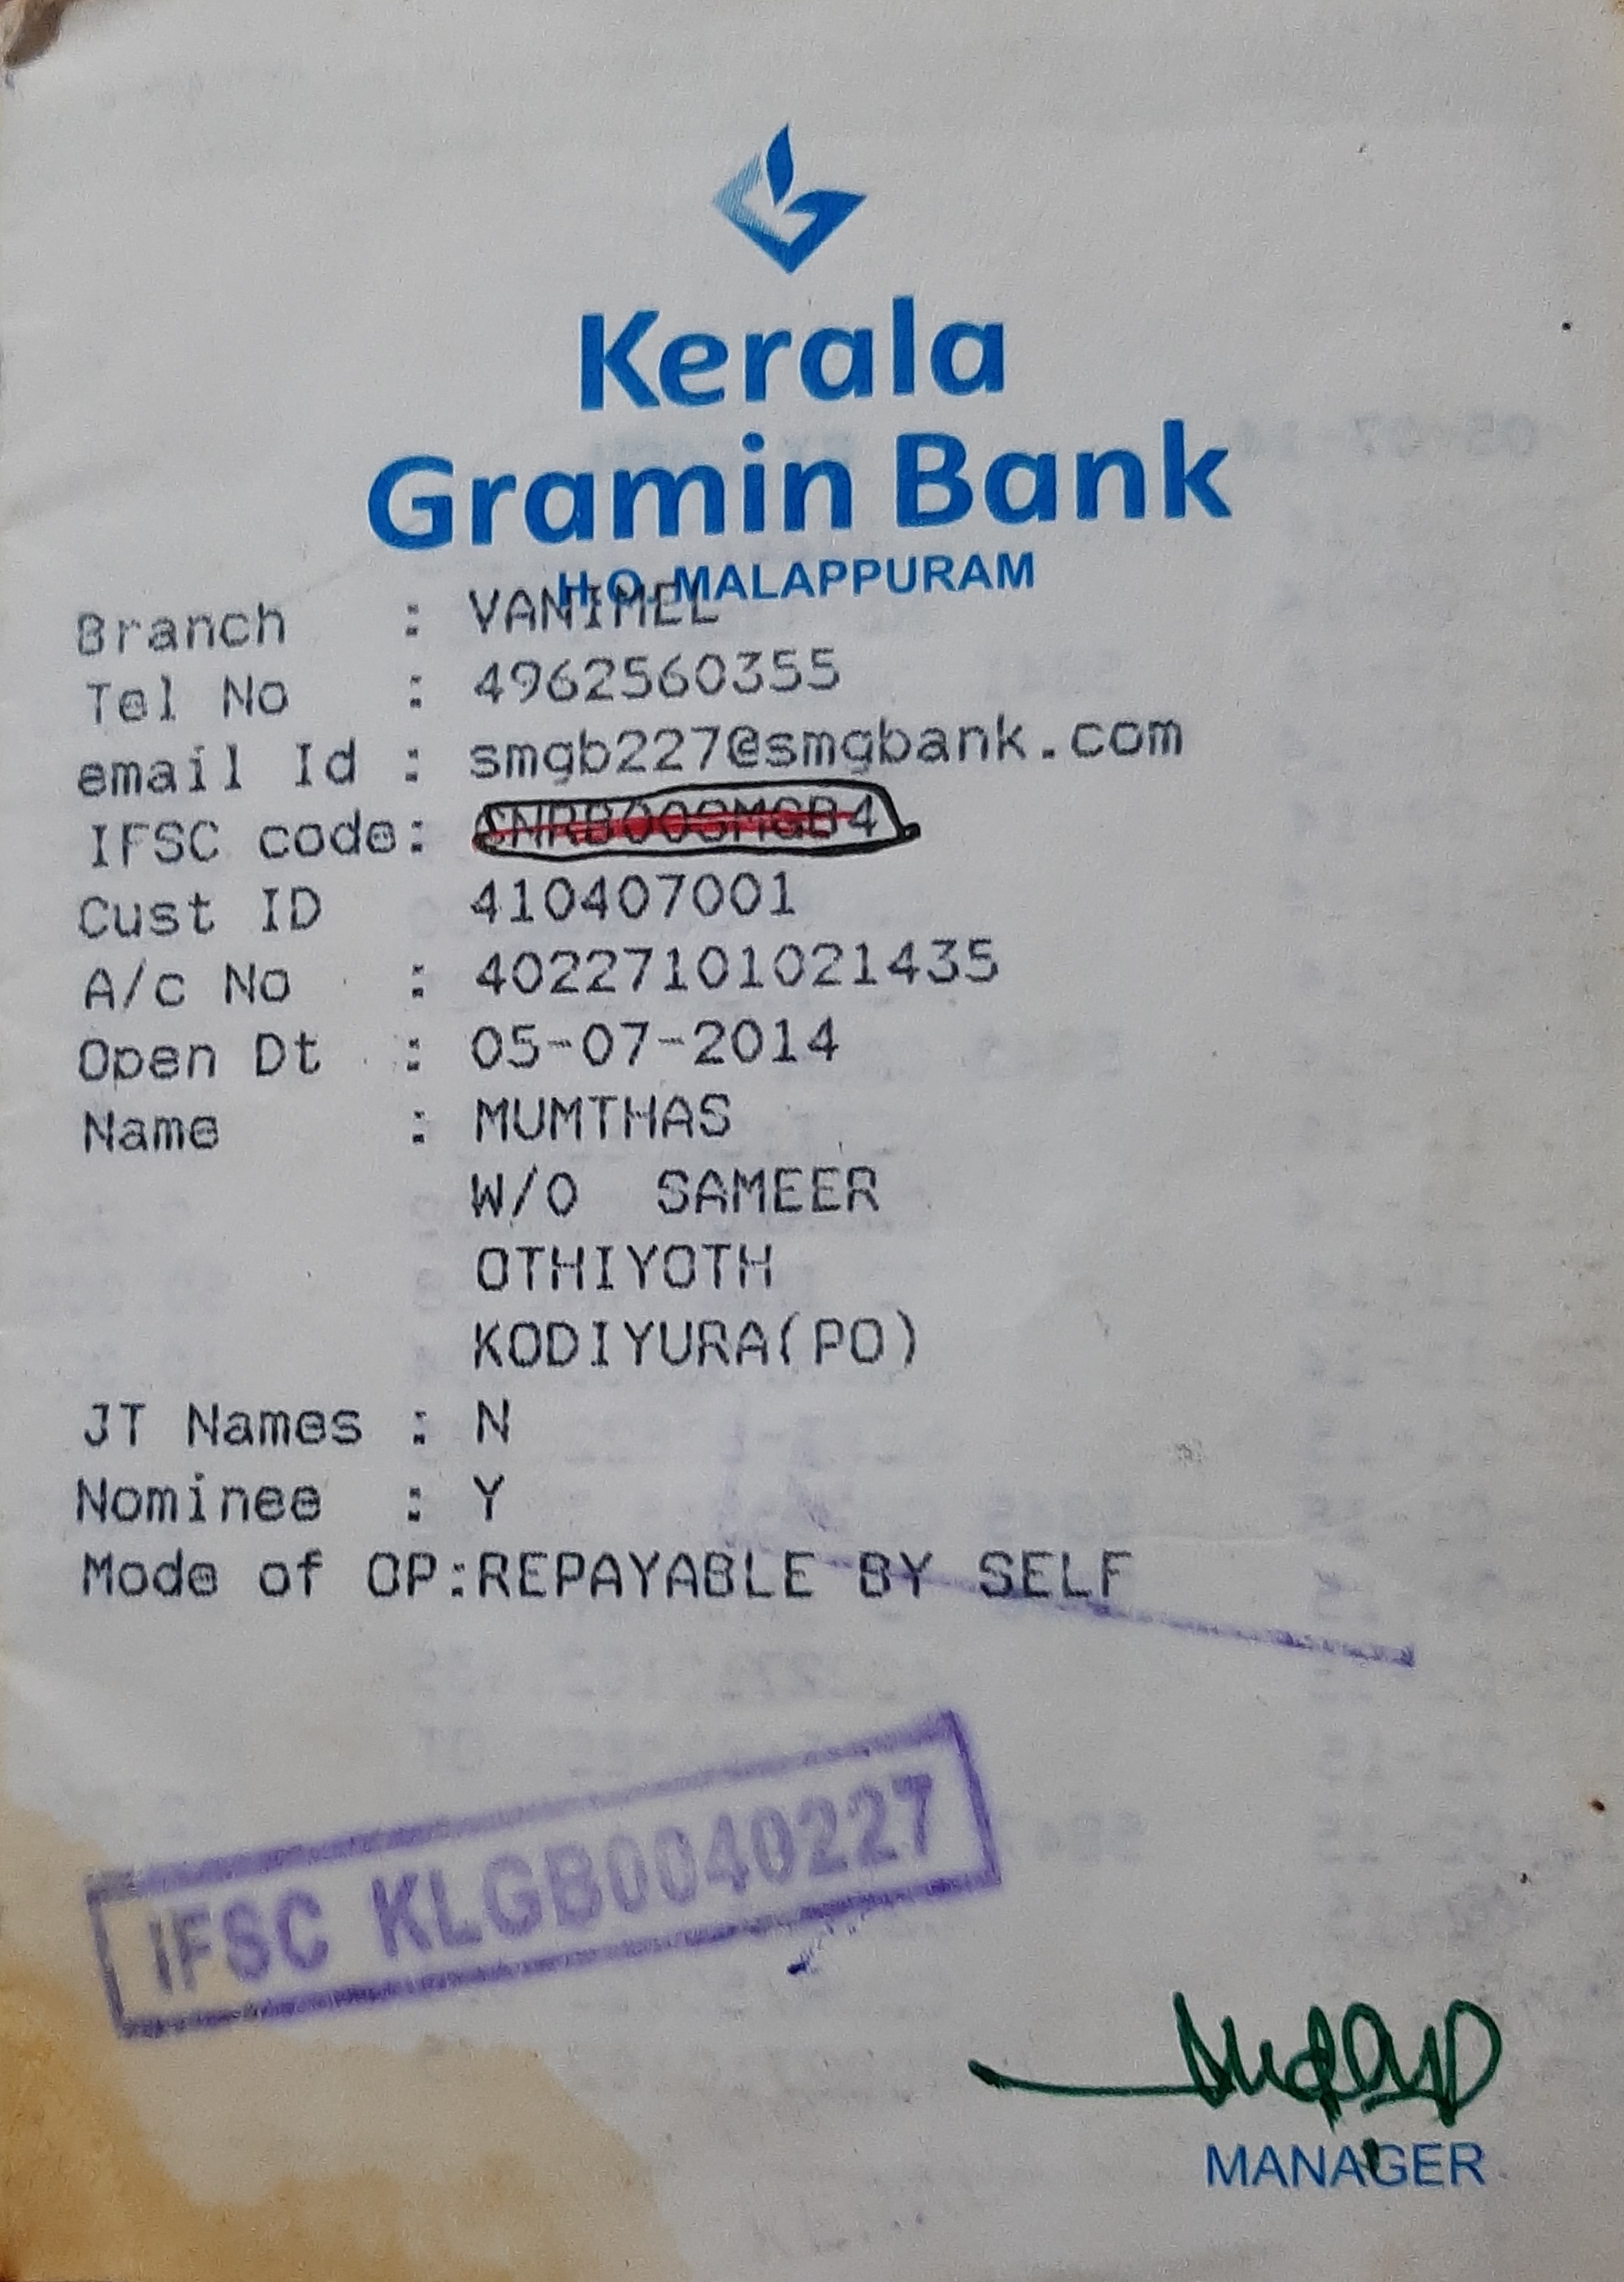 Kerala
Gramin Bank
H.O. MALAPPURAM
Branch : VANIMEL
Tel No : 4962560355
email Id : smgb227@smgbank.com
IFSC code: CNRB00SMGB4
Cust ID 410407001
A/c No : 40227101021435
Open Dt : 05-07-2014
Name : MUMTHAS
W/O SAMEER
OTHIYOTH
KODIYURA(PO)
JT Names : N
Nominee : Y
Mode of OP:REPAYABLE BY SELF
IFSC KLGB0040227
MANAGER